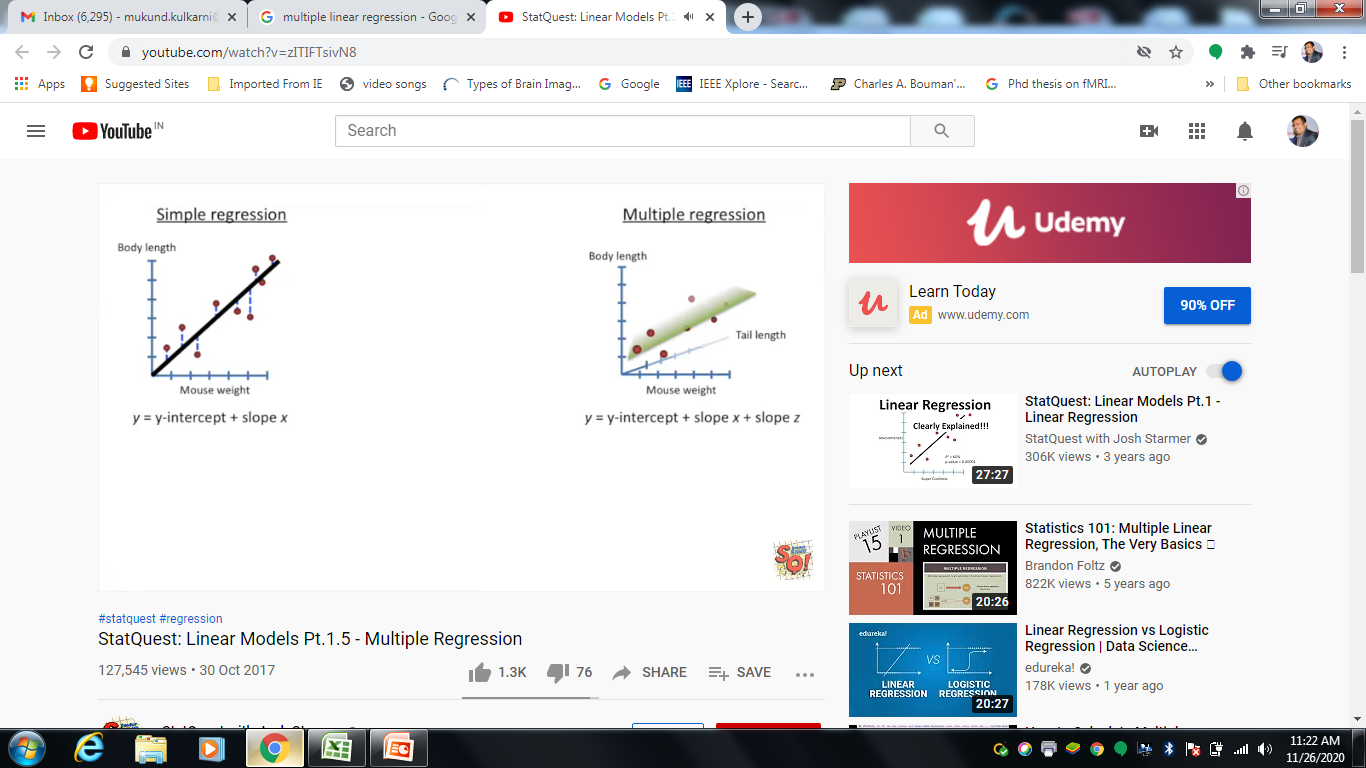 Inbox (6,295) - mukund.kulkarni@
multiple linear regression - Goog
StatQuest: Linear Models Pt.1
youtube.com/watch?v=zITIFTsivN8
Apps
Suggested Sites
Imported From IE
video songs
Types of Brain Imag...
Google
IEEE
IEEE Xplore - Searc...
Charles A. Bouman'...
Phd thesis on fMRI...
»
Other bookmarks
YouTube IN
Search
Simple regression
Body length
Mouse weight
y = y-intercept + slope x
Multiple regression
Body length
Tail length
Mouse weight
y = y-intercept + slope x + slope z
SQ!
#statquest #regression
StatQuest: Linear Models Pt.1.5 - Multiple Regression
127,545 views • 30 Oct 2017
1.3K
76
SHARE
SAVE
Udemy
Learn Today
Ad www.udemy.com
90% OFF
Up next
AUTOPLAY
Linear Regression
Clearly Explained!!!
27:27
StatQuest: Linear Models Pt.1 -
Linear Regression
StatQuest with Josh Starmer
306K views • 3 years ago
PLAYLIST
15
VIDEO
1
STATISTICS
101
MULTIPLE
REGRESSION
20:26
Statistics 101: Multiple Linear
Regression, The Very Basics
Brandon Foltz
822K views • 5 years ago
edureka!
VS
LINEAR
REGRESSION
LOGISTIC
REGRESSION
20:27
Linear Regression vs Logistic
Regression | Data Science...
edureka!
178K views • 1 year ago
11:22 AM
11/26/2020